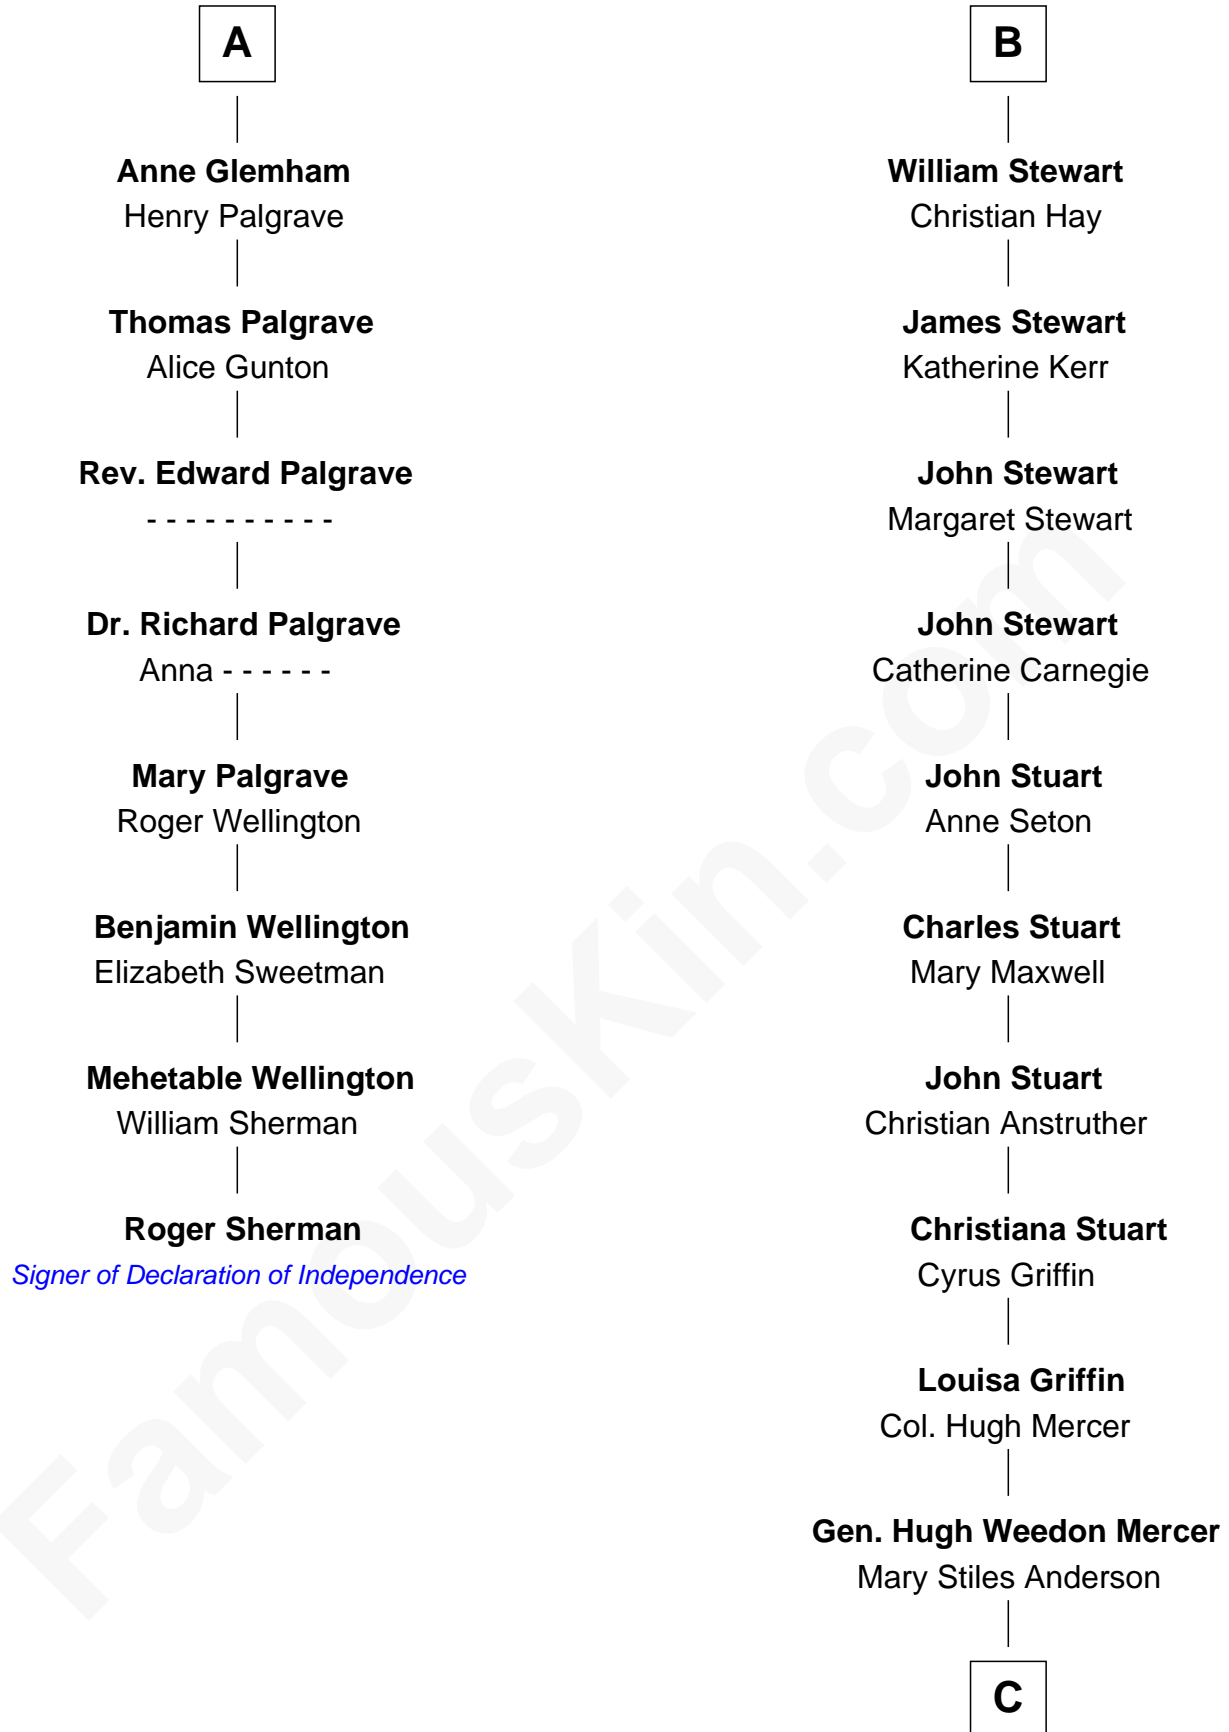 A
Anne Glemham
Henry Palgrave
Thomas Palgrave
Alice Gunton
Rev. Edward Palgrave
- - - - - - - - - -
Dr. Richard Palgrave
Anna - - - - - -
Mary Palgrave
Roger Wellington
Benjamin Wellington
Elizabeth Sweetman
Mehetable Wellington
William Sherman
Roger Sherman
Signer of Declaration of Independence
B
William Stewart
Christian Hay
James Stewart
Katherine Kerr
John Stewart
Margaret Stewart
John Stewart
Catherine Carnegie
John Stuart
Anne Seton
Charles Stuart
Mary Maxwell
John Stuart
Christian Anstruther
Christiana Stuart
Cyrus Griffin
Louisa Griffin
Col. Hugh Mercer
Gen. Hugh Weedon Mercer
Mary Stiles Anderson
C
FamousKin.com